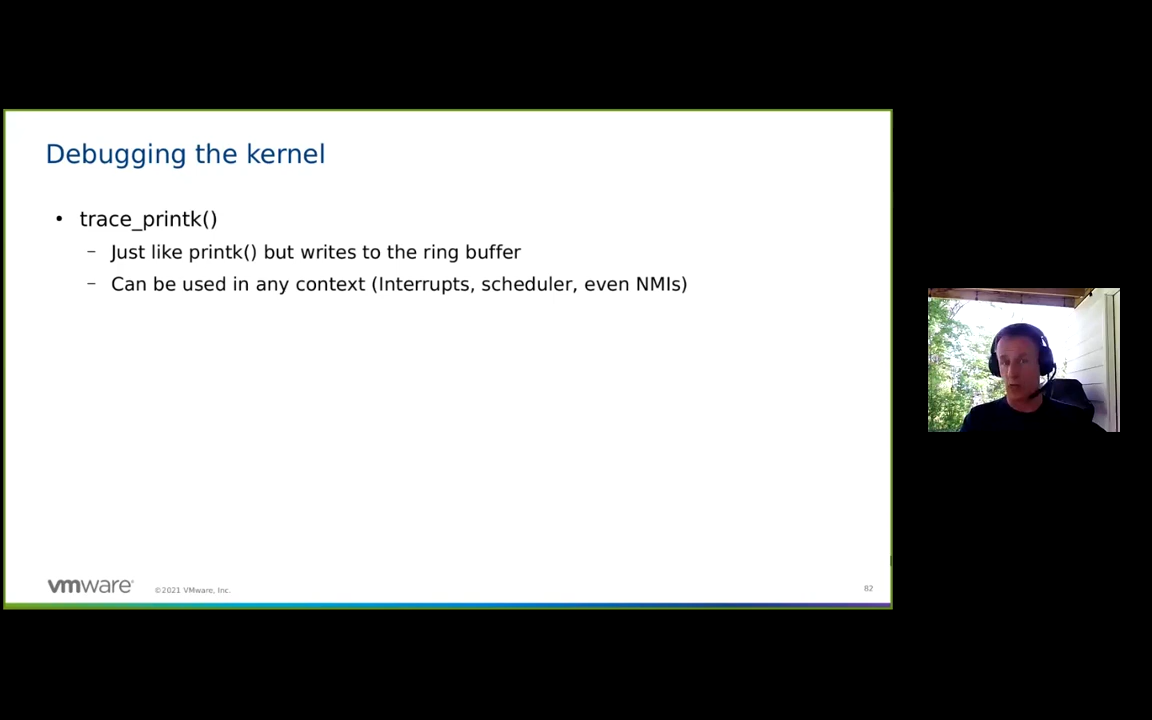 Debugging the kernel
• trace_printk()
– Just like printk() but writes to the ring buffer
– Can be used in any context (Interrupts, scheduler, even NMIs)
vmware®
©2021 VMware, Inc.
82